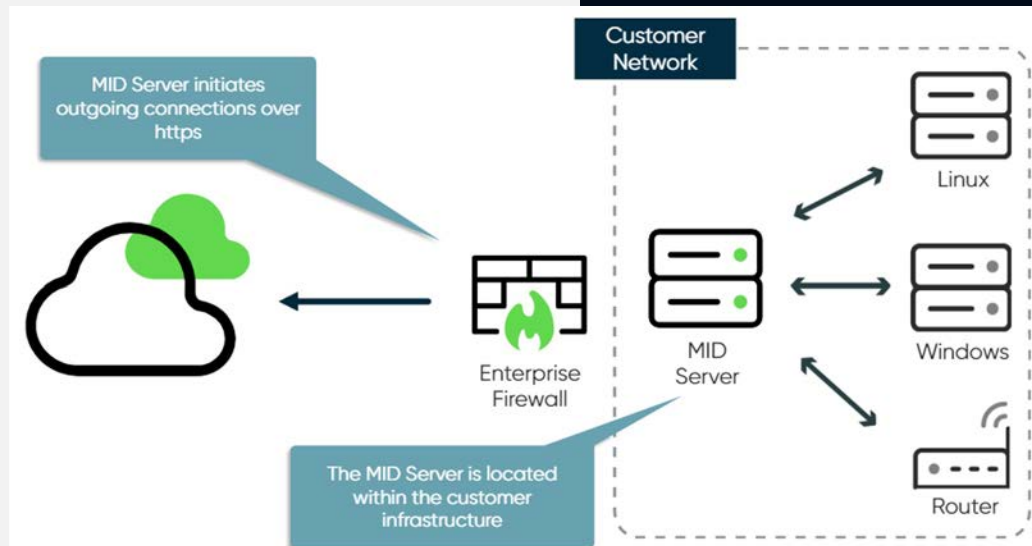 Customer
Network
MID Server initiates
outgoing connections over
https
Linux
Enterprise
Firewall
MID
Server
Windows
The MID Server is located
within the customer
infrastructure
Router